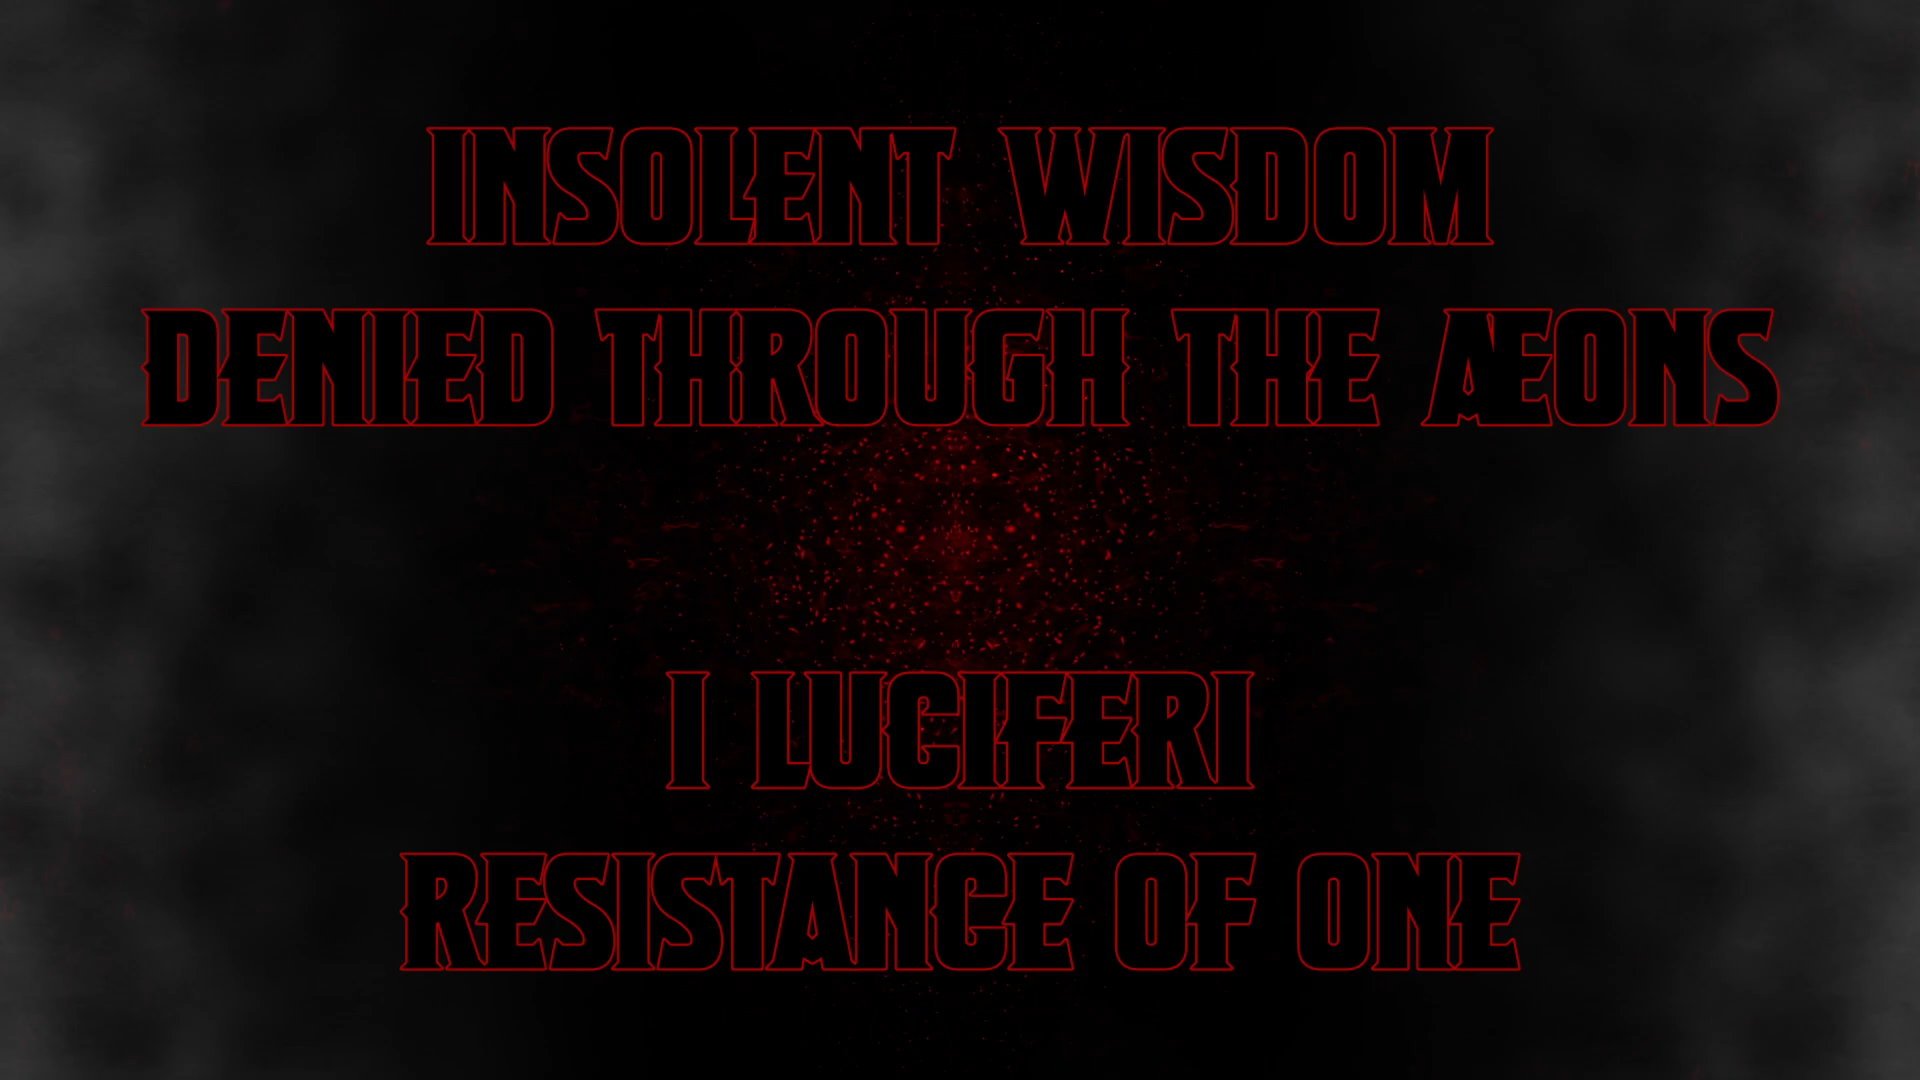 INSOLENT WISDOM
DENIED THROUGH THE ÆONS
I LUCIFERI
RESISTANCE OF ONE